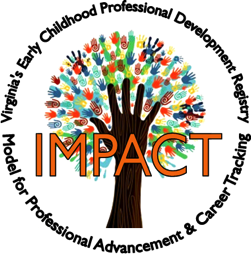 Virginia's Early Childhood Professional Development Registry
IMPACT
Model for Professional Advancement & Career Tracking